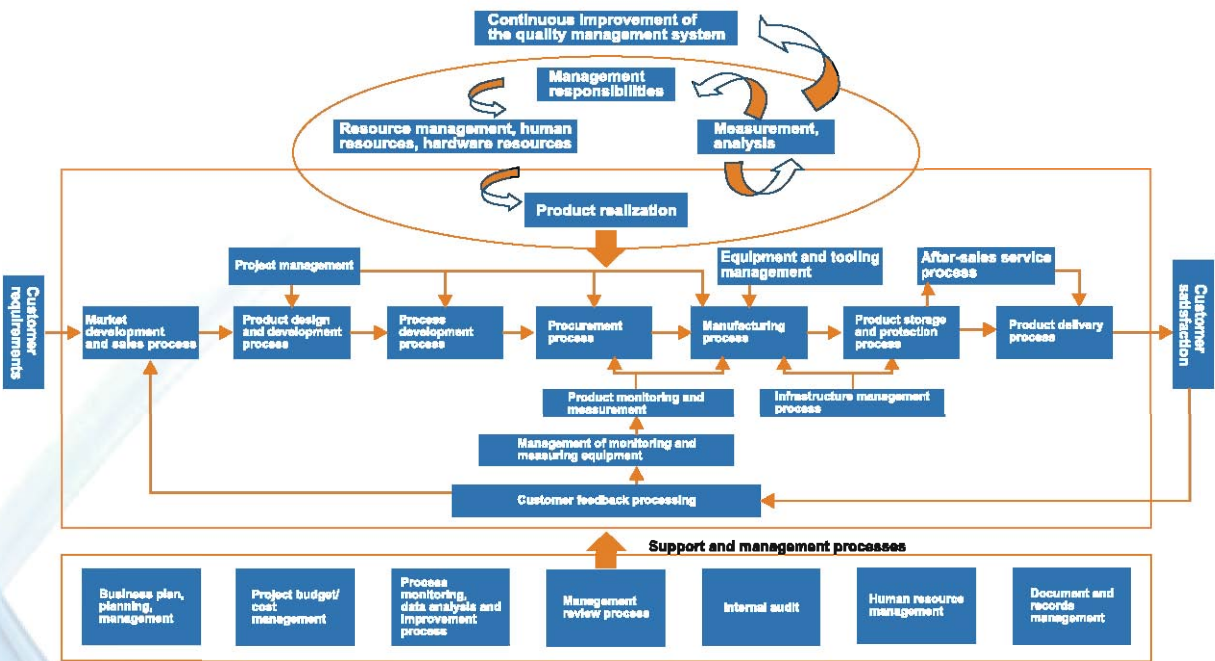 Continuous improvement of
the quality management system
Management
responsibilities
Resource management, human
resources, hardware resources
Measurement,
analysis
Product realization
Project management
Equipment and tooling
management
After-sales service
process
Customer
requirements
Market
development
and sales process
Product design
and development
process
Process
development
process
Procurement
process
Manufacturing
process
Product storage
and protection
process
Product delivery
process
Customer
satisfaction
Product monitoring and
measurement
Infrastructure management
process
Management of monitoring and
measuring equipment
Customer feedback processing
Support and management processes
Business plan,
planning,
management
Project budget/
cost
management
Process
monitoring,
data analysis and
improvement
process
Management
review process
Internal audit
Human resource
management
Document and
records
management